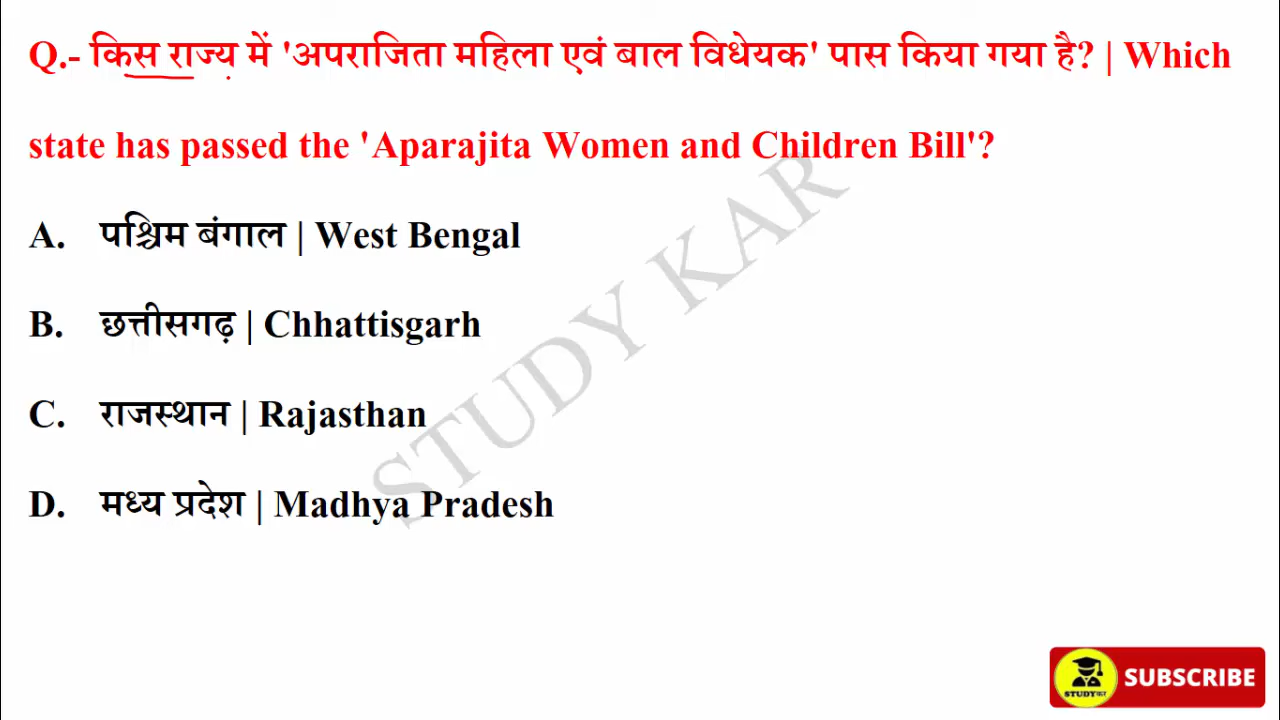 Q.- किस राज्य में 'अपराजिता महिला एवं बाल विधेयक' पास किया गया है? | Which
state has passed the 'Aparajita Women and Children Bill'?
A. पश्चिम बंगाल | West Bengal
B. छत्तीसगढ़ | Chhattisgarh
C. राजस्थान | Rajasthan
D. मध्य प्रदेश | Madhya Pradesh
STUDY KAR
SUBSCRIBE
STUDYकर